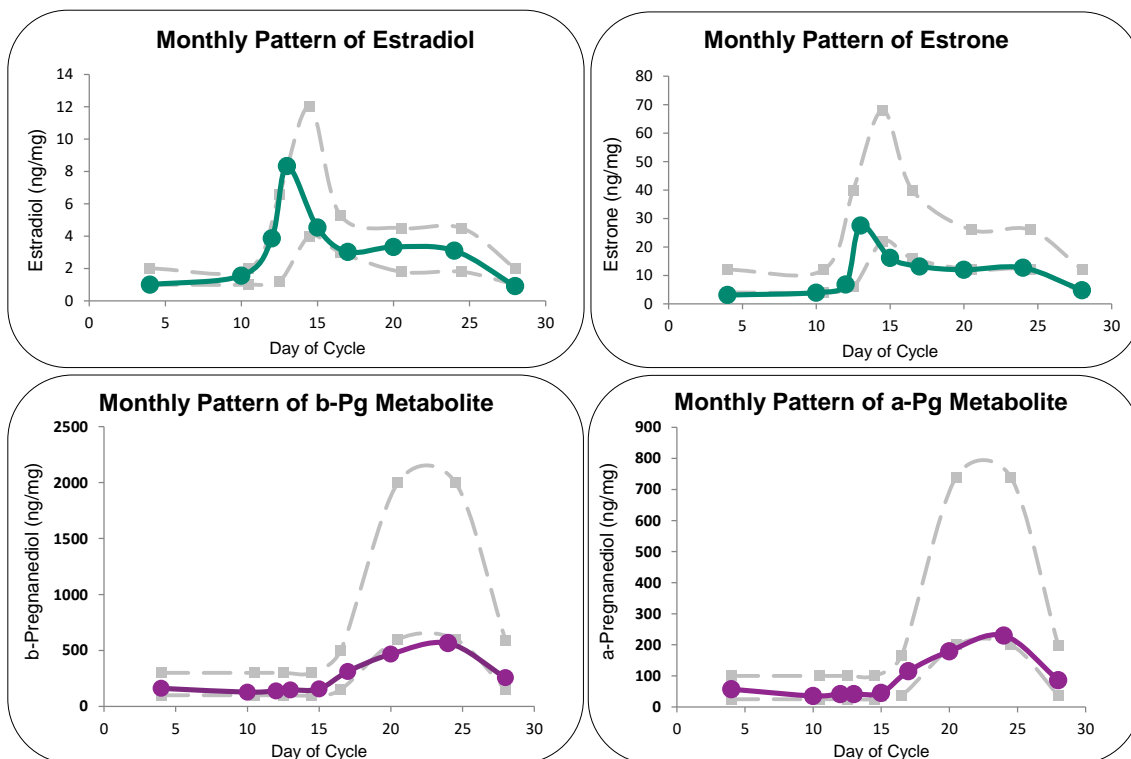 Monthly Pattern of Estradiol
14
12
10
8
6
4
2
0
Estradiol (ng/mg)
0 5 10 15 20 25 30
Day of Cycle
Monthly Pattern of Estrone
80
70
60
50
40
30
20
10
0
Estrone (ng/mg)
0 5 10 15 20 25 30
Day of Cycle
Monthly Pattern of b-Pg Metabolite
2500
2000
1500
1000
500
0
b-Pregnanediol (ng/mg)
0 5 10 15 20 25 30
Day of Cycle
Monthly Pattern of a-Pg Metabolite
900
800
700
600
500
400
300
200
100
0
a-Pregnanediol (ng/mg)
0 5 10 15 20 25 30
Day of Cycle